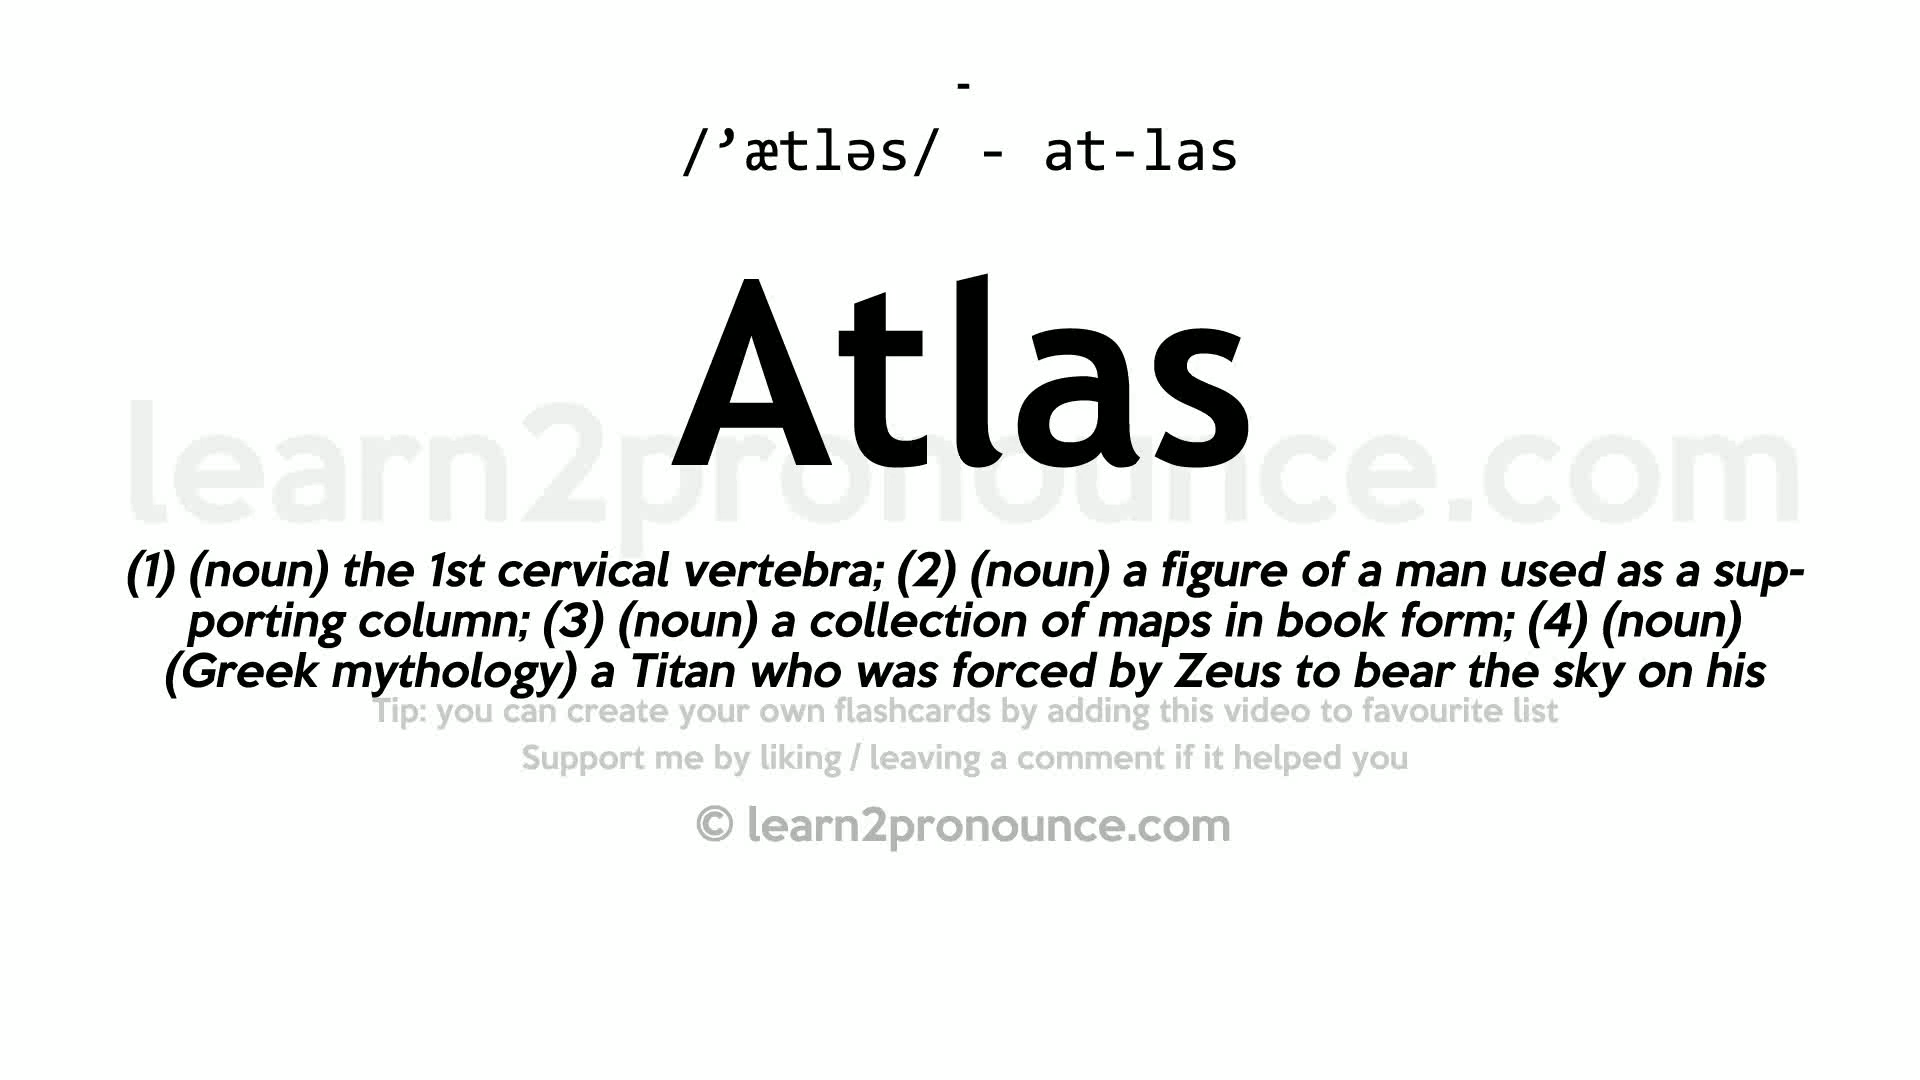 -
/’ætləs/ - at-las
Atlas
learn2pronounce.com
(1) (noun) the 1st cervical vertebra; (2) (noun) a figure of a man used as a sup-
porting column; (3) (noun) a collection of maps in book form; (4) (noun)
(Greek mythology) a Titan who was forced by Zeus to bear the sky on his
Tip: you can create your own flashcards by adding this video to favourite list
Support me by liking / leaving a comment if it helped you
© learn2pronounce.com